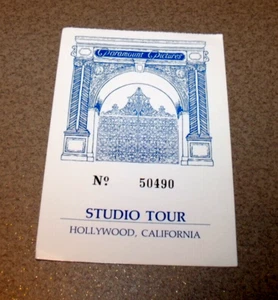 Paramount Pictures
No. 50490
STUDIO TOUR
HOLLYWOOD, CALIFORNIA